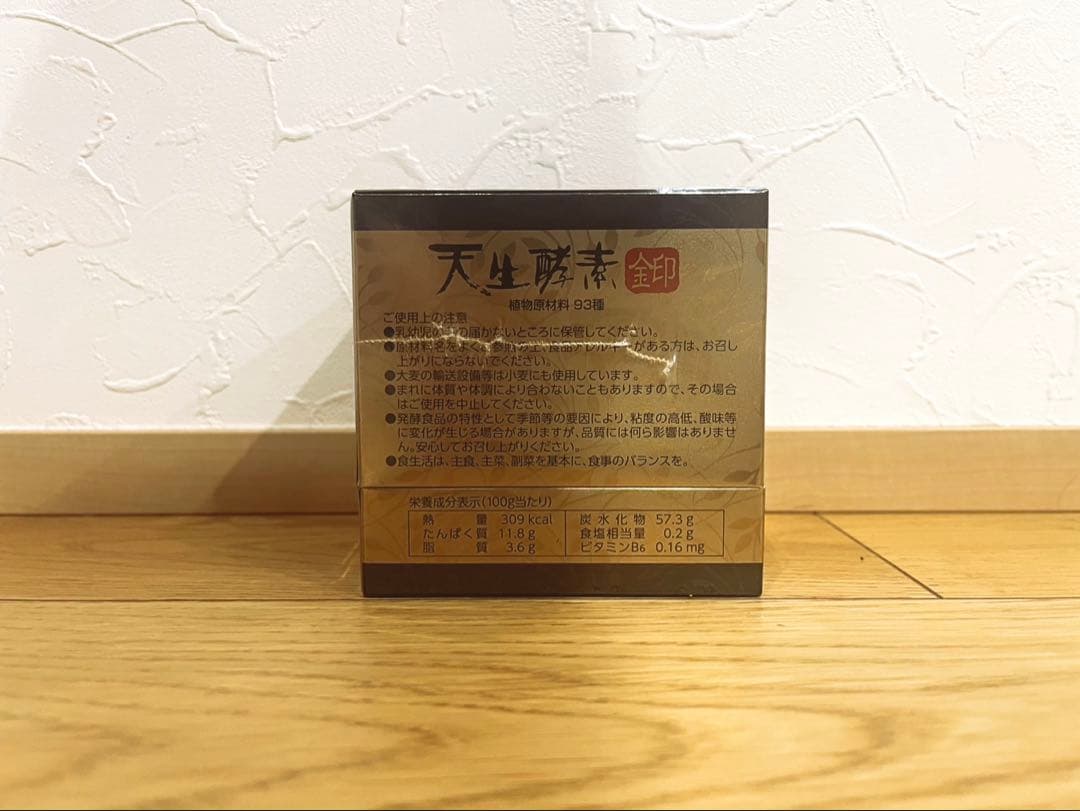 天生酵素 金印
植物原材料 93種
ご使用上の注意
●乳幼児の手の届かないところに保管してください。
●原材料名をよくご参照の上、食品アレルギーがある方は、お召し
上がりにならないでください。
●大麦の輸送設備等は小麦にも使用しています。
●まれに体質や体調により合わないこともありますので、その場合
はご使用を中止してください。
●発酵食品の特性として季節等の要因により、粘度の高低、酸味等
に変化が生じる場合がありますが、品質には何ら影響はありませ
ん。安心してお召し上がりください。
●食生活は、主食、主菜、副菜を基本に、食事のバランスを。
栄養成分表示(100g当たり)
熱量 309kcal 炭水化物 57.3g
たんぱく質 11.8g 食塩相当量 0.2g
脂質 3.6g ビタミンB6 0.16mg